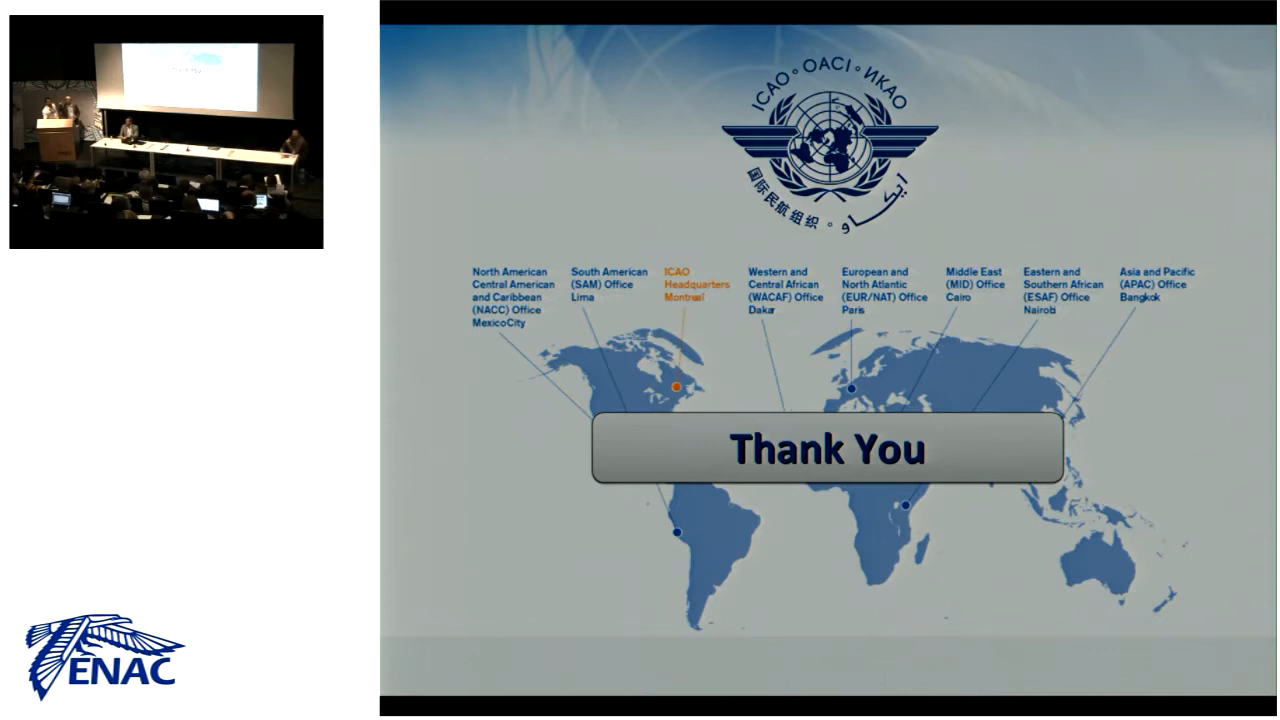 ICAO ° OACI ° ИКАО
国际民航组织 ° ايكاو
North American
Central American
and Caribbean
(NACC) Office
MexicoCity
South American
(SAM) Office
Lima
ICAO
Headquarters
Montreal
Western and
Central African
(WACAF) Office
Dakar
European and
North Atlantic
(EUR/NAT) Office
Paris
Middle East
(MID) Office
Cairo
Eastern and
Southern African
(ESAF) Office
Nairobi
Asia and Pacific
(APAC) Office
Bangkok
Thank You
ENAC